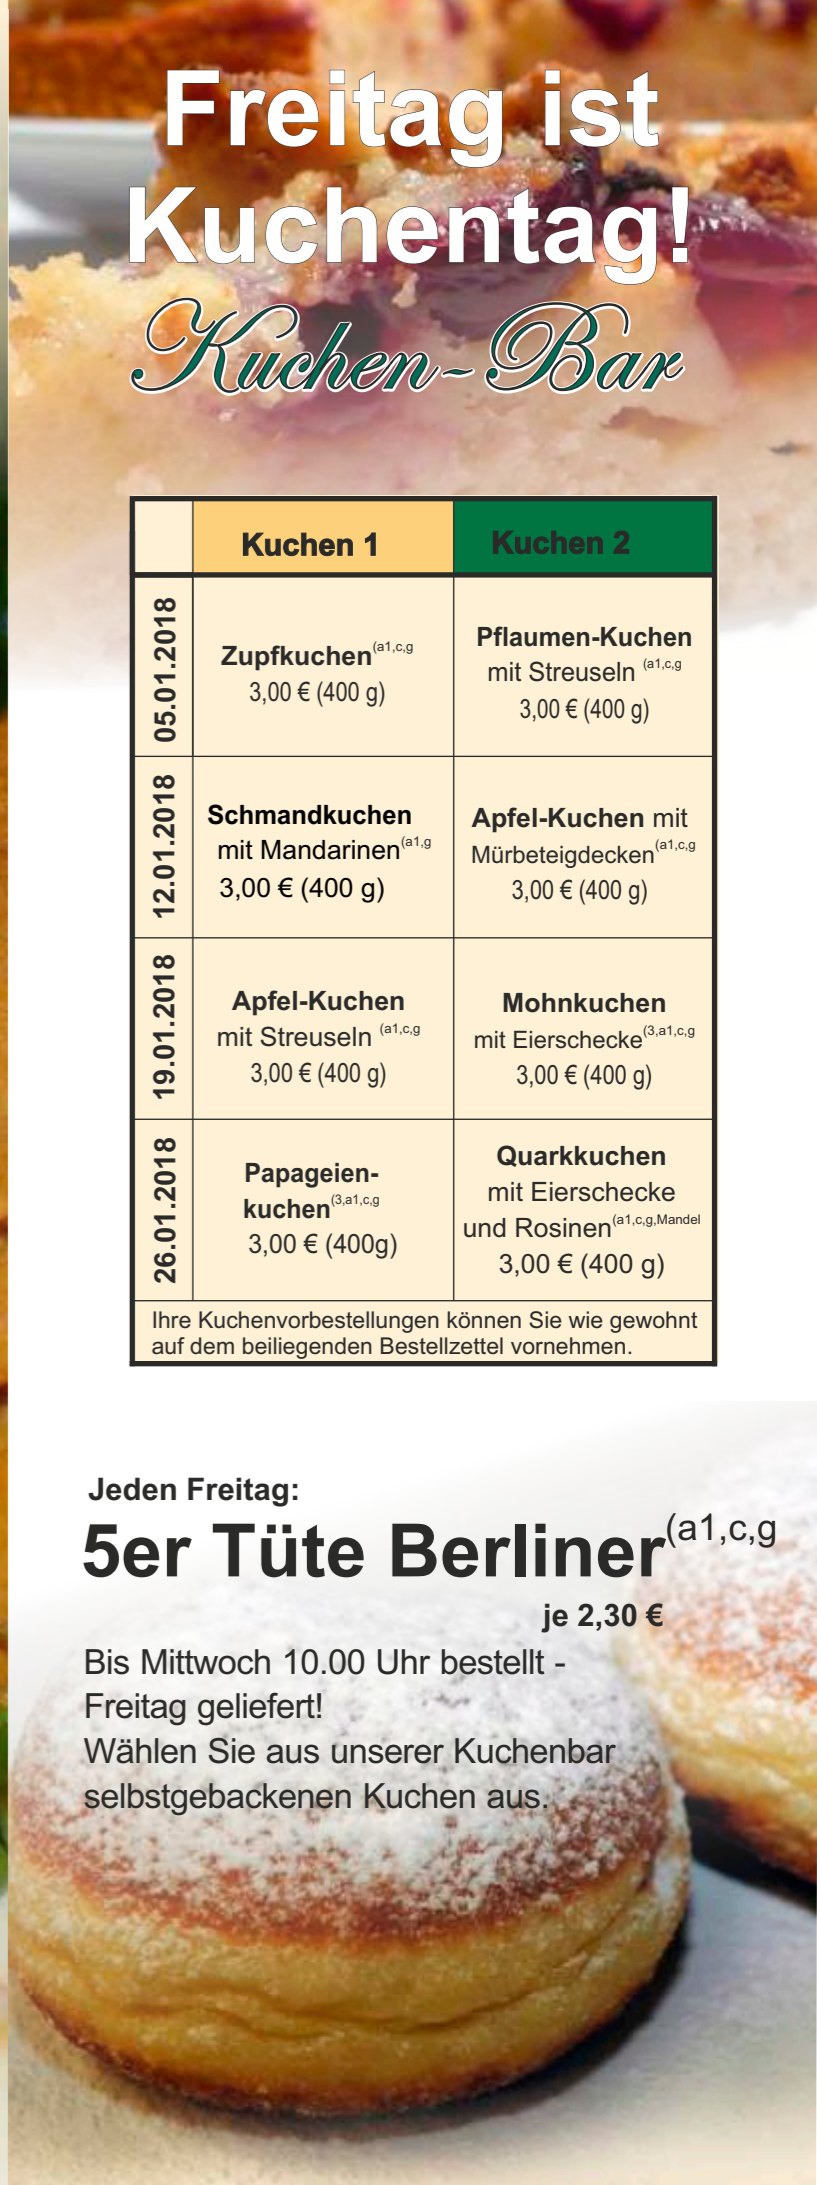 Freitag ist
Kuchentag!
Kuchen-Bar
Kuchen 1
Kuchen 2
05.01.2018
Zupfkuchen(a1,c,g
3,00 € (400 g)
Pflaumen-Kuchen
mit Streuseln (a1,c,g
3,00 € (400 g)
12.01.2018
Schmandkuchen
mit Mandarinen(a1,g
3,00 € (400 g)
Apfel-Kuchen mit
Mürbeteigdecken(a1,c,g
3,00 € (400 g)
19.01.2018
Apfel-Kuchen
mit Streuseln (a1,c,g
3,00 € (400 g)
Mohnkuchen
mit Eierschecke(3,a1,c,g
3,00 € (400 g)
26.01.2018
Papageien-
kuchen(3,a1,c,g
3,00 € (400g)
Quarkkuchen
mit Eierschecke
und Rosinen(a1,c,g,Mandel
3,00 € (400 g)
Ihre Kuchenvorbestellungen können Sie wie gewohnt
auf dem beiliegenden Bestellzettel vornehmen.
Jeden Freitag:
5er Tüte Berliner(a1,c,g
je 2,30 €
Bis Mittwoch 10.00 Uhr bestellt -
Freitag geliefert!
Wählen Sie aus unserer Kuchenbar
selbstgebackenen Kuchen aus.